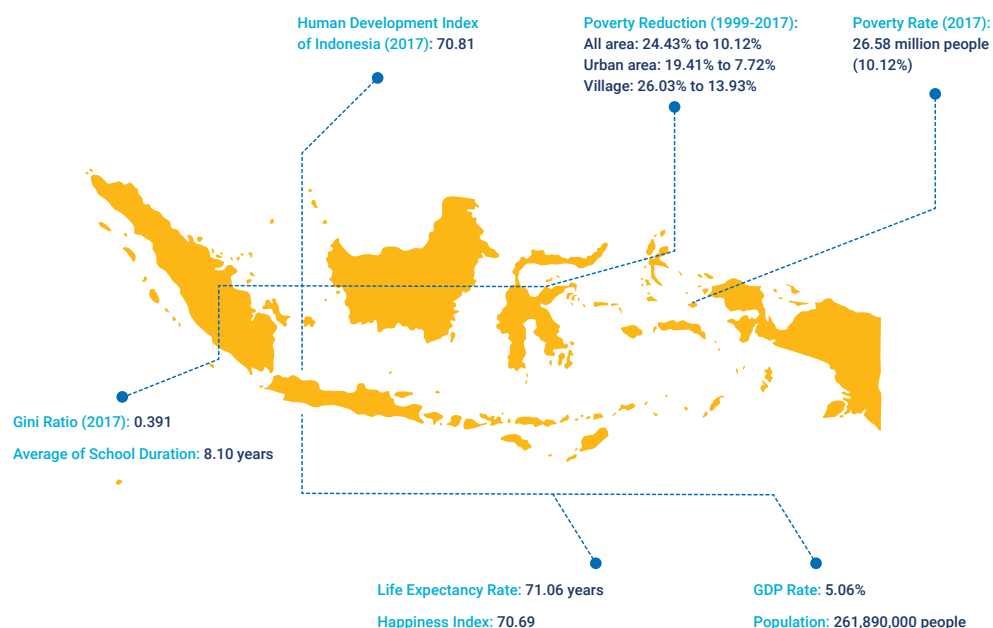 Human Development Index
of Indonesia (2017): 70.81
Poverty Reduction (1999-2017):
All area: 24.43% to 10.12%
Urban area: 19.41% to 7.72%
Village: 26.03% to 13.93%
Poverty Rate (2017):
26.58 million people
(10.12%)
Gini Ratio (2017): 0.391
Average of School Duration: 8.10 years
Life Expectancy Rate: 71.06 years
Happiness Index: 70.69
GDP Rate: 5.06%
Population: 261,890,000 people